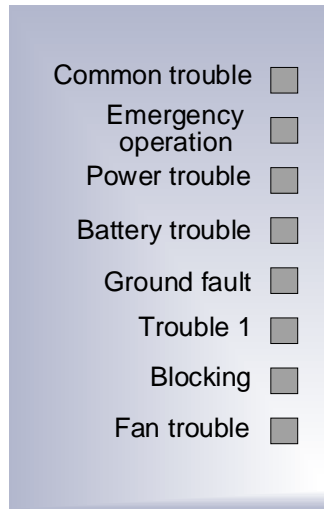 Common trouble
Emergency
operation
Power trouble
Battery trouble
Ground fault
Trouble 1
Blocking
Fan trouble